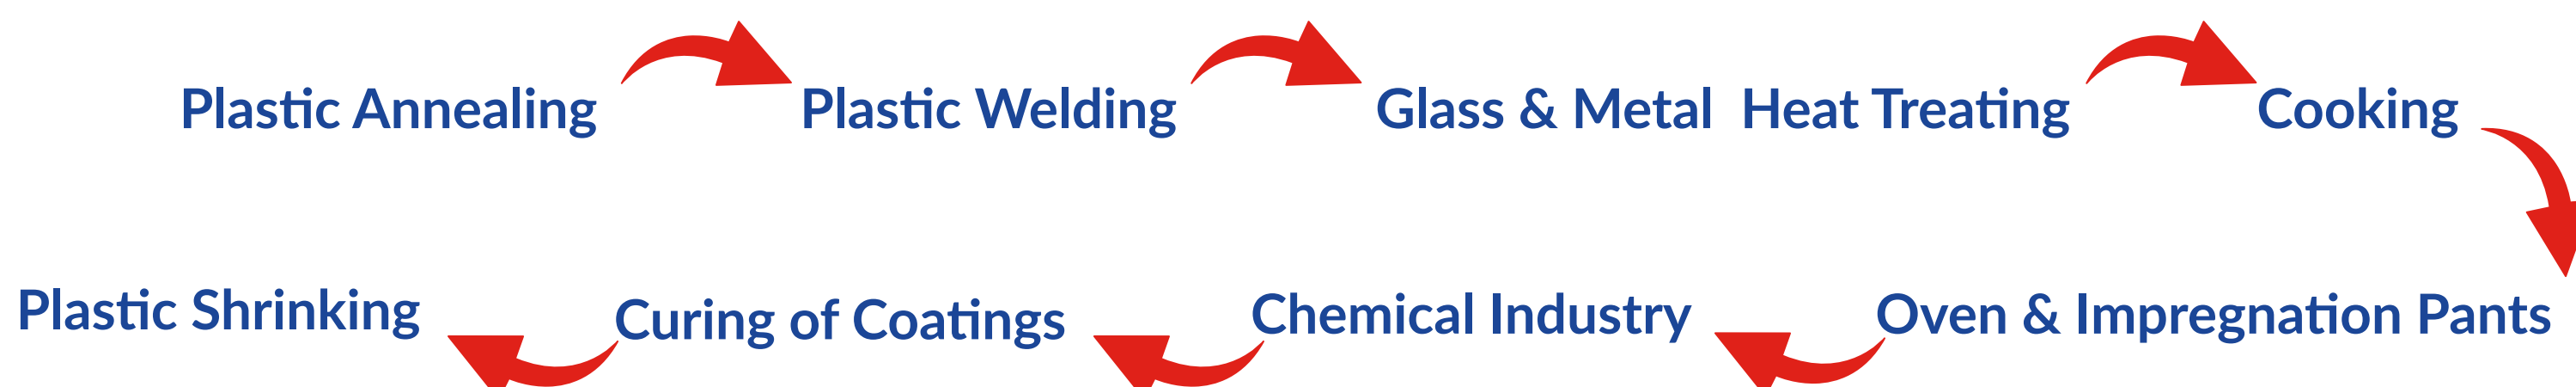 Plastic Annealing
Plastic Welding
Glass & Metal Heat Treating
Cooking
Oven & Impregnation Pants
Chemical Industry
Curing of Coatings
Plastic Shrinking